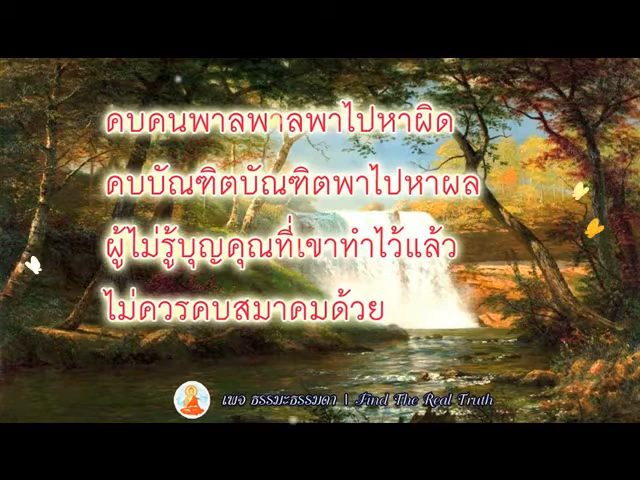 คบคนพาลพาลพาไปหาผิด
คบบัณฑิตบัณฑิตพาไปหาผล
ผู้ไม่รู้บุญคุณที่เขาทำไว้แล้ว
ไม่ควรคบสมาคมด้วย
เพจ ธรรมะธรรมดา | Find The Real Truth